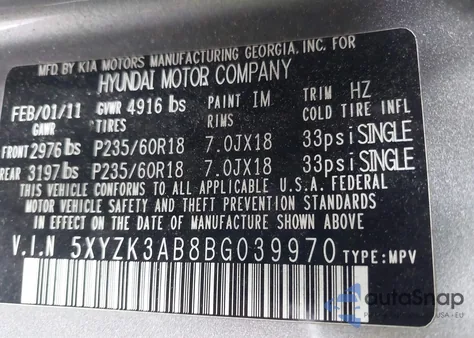 MFD BY KIA MOTORS MANUFACTURING GEORGIA, INC. FOR
HYUNDAI MOTOR COMPANY
FEB/01/11 GVWR 4916 lbs PAINT IM TRIM HZ
GAWR RIMS COLD TIRE INFL
FRONT 2976 lbs P235/60R18 7.0JX18 33psi SINGLE
REAR 3197 lbs P235/60R18 7.0JX18 33psi SINGLE
THIS VEHICLE CONFORMS TO ALL APPLICABLE U.S.A. FEDERAL
MOTOR VEHICLE SAFETY AND THEFT PREVENTION STANDARDS
IN EFFECT ON THE DATE OF MANUFACTURE SHOWN ABOVE.
V.I.N 5XYZK3AB8BG039970 TYPE: MPV
autoSnap